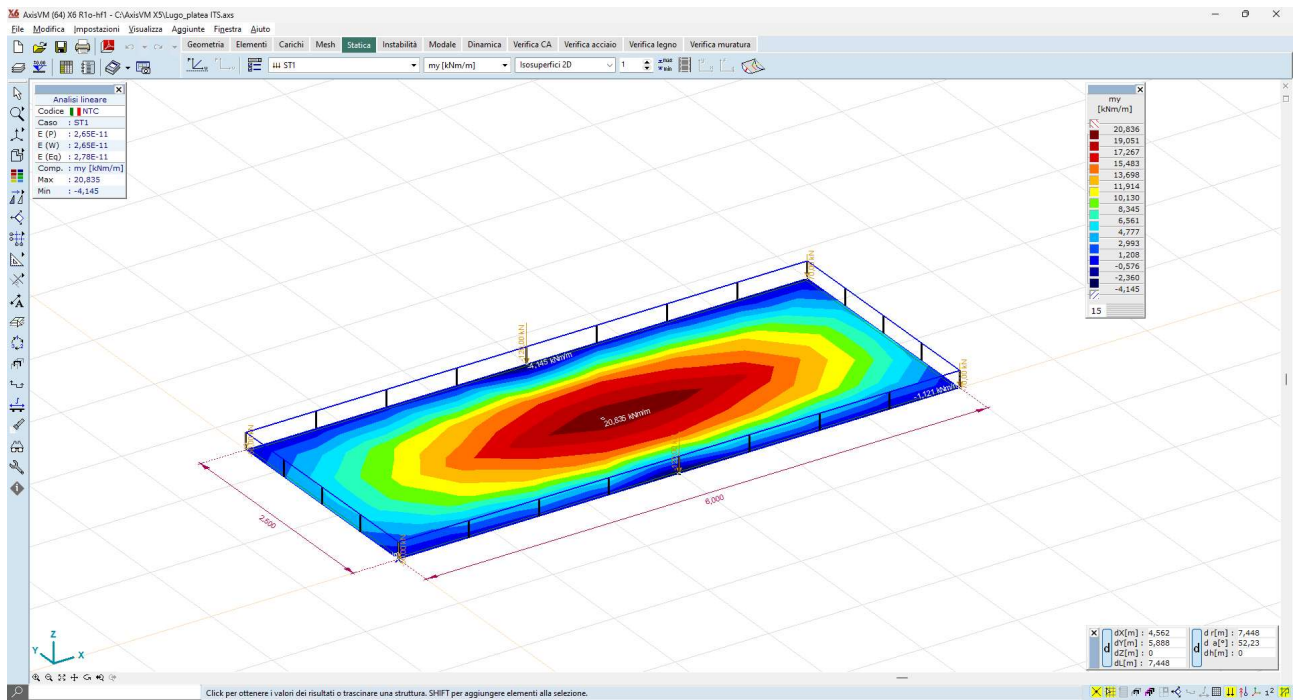 AxisVM (64) X6 R1o-hf1 - C:\AxisVM X5\Lugo_platea ITS.axs
File Modifica Impostazioni Visualizza Aggiunte Finestra Aiuto
Geometria Elementi Carichi Mesh Statica Instabilità Modale Dinamica Verifica CA Verifica acciaio Verifica legno Verifica muratura
ST1 my [kNm/m] Isosuperfici 2D 1
Analisi lineare
Codice NTC
Caso : ST1
E (P) : 2,65E-11
E (W) : 2,65E-11
E (Eq) : 2,78E-11
Comp. : my [kNm/m]
Max : 20,835
Min : -4,145
my
[kNm/m]
20,836
19,051
17,267
15,483
13,698
11,914
10,130
8,345
6,561
4,777
2,993
1,208
-0,576
-2,360
-4,145
15
-4,145 kNm/m
20,835 kNm/m
-1,121 kNm/m
2,500
6,000
Z
Y
X
dX[m] : 4,562
dY[m] : 5,888
dZ[m] : 0
dL[m] : 7,448
d
d r[m] : 7,448
d a[°] : 52,23
dh[m] : 0
d
Click per ottenere i valori dei risultati o trascinare una struttura. SHIFT per aggiungere elementi alla selezione.